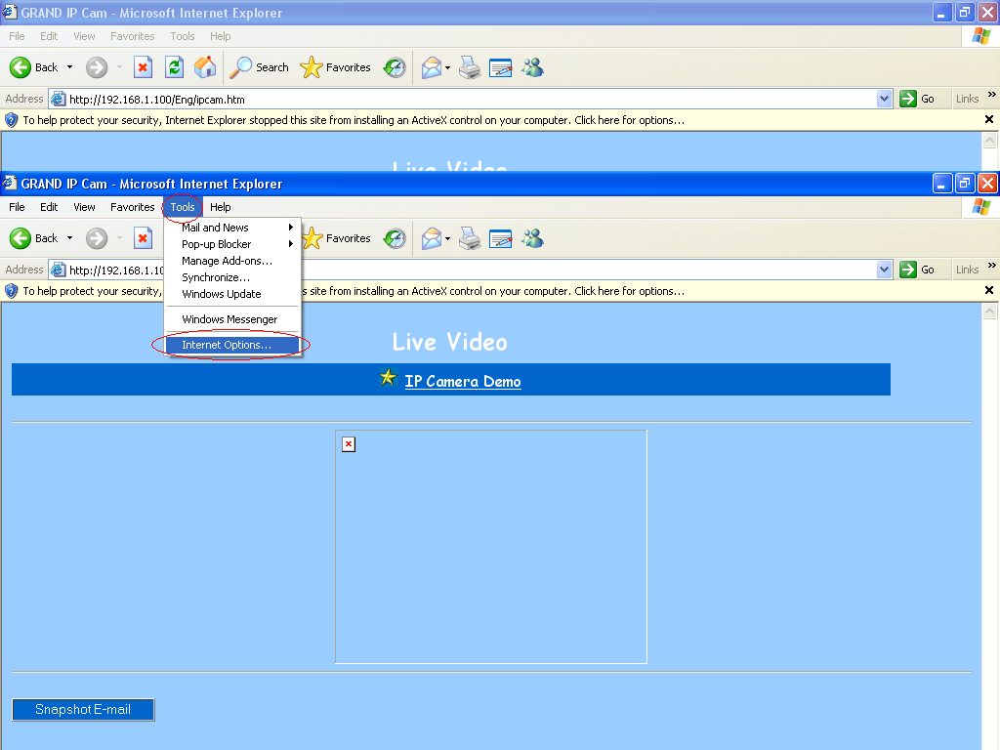 GRAND IP Cam - Microsoft Internet Explorer
File Edit View Favorites Tools Help
Back Search Favorites
Address http://192.168.1.100/Eng/ipcam.htm Go Links »
To help protect your security, Internet Explorer stopped this site from installing an ActiveX control on your computer. Click here for options...
Live Video
GRAND IP Cam - Microsoft Internet Explorer
File Edit View Favorites Tools Help
Back Favorites
Address http://192.168.1.10 Go Links »
To help protect your security, s site from installing an ActiveX control on your computer. Click here for options...
Mail and News
Pop-up Blocker
Manage Add-ons...
Synchronize...
Windows Update
Windows Messenger
Internet Options...
Live Video
IP Camera Demo
Snapshot E-mail